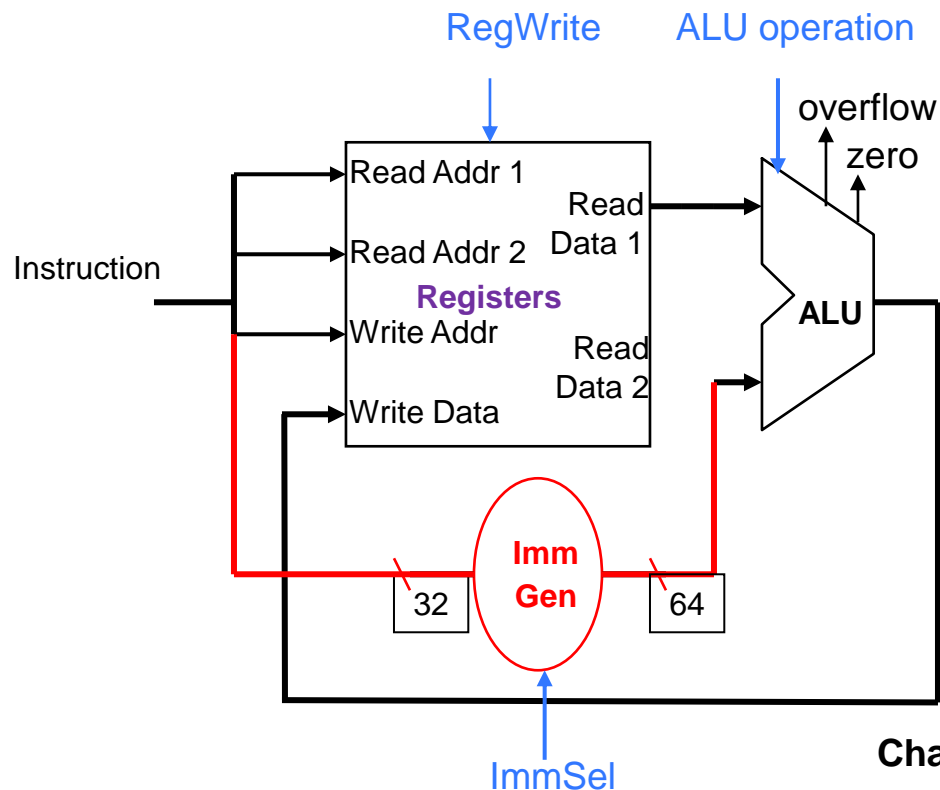 RegWrite
ALU operation
overflow
zero
Read Addr 1
Read
Data 1
Read Addr 2
Instruction
Registers
ALU
Write Addr
Read
Data 2
Write Data
Imm
Gen
32
64
Cha
ImmSel